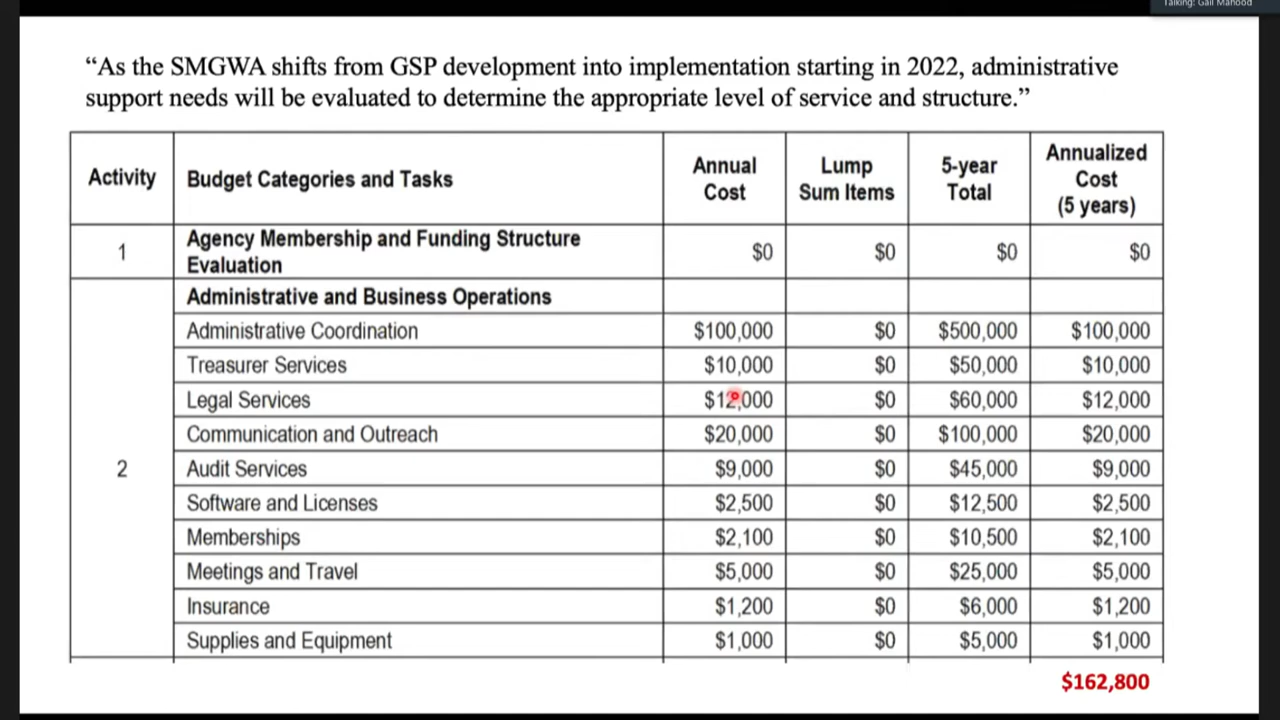 Talking: Gail Mahood
“As the SMGWA shifts from GSP development into implementation starting in 2022, administrative
support needs will be evaluated to determine the appropriate level of service and structure.”
Activity Budget Categories and Tasks Annual Cost Lump Sum Items 5-year Total Annualized Cost (5 years)
1 Agency Membership and Funding Structure Evaluation $0 $0 $0 $0
2 Administrative and Business Operations
Administrative Coordination $100,000 $0 $500,000 $100,000
Treasurer Services $10,000 $0 $50,000 $10,000
Legal Services $12,000 $0 $60,000 $12,000
Communication and Outreach $20,000 $0 $100,000 $20,000
Audit Services $9,000 $0 $45,000 $9,000
Software and Licenses $2,500 $0 $12,500 $2,500
Memberships $2,100 $0 $10,500 $2,100
Meetings and Travel $5,000 $0 $25,000 $5,000
Insurance $1,200 $0 $6,000 $1,200
Supplies and Equipment $1,000 $0 $5,000 $1,000
$162,800